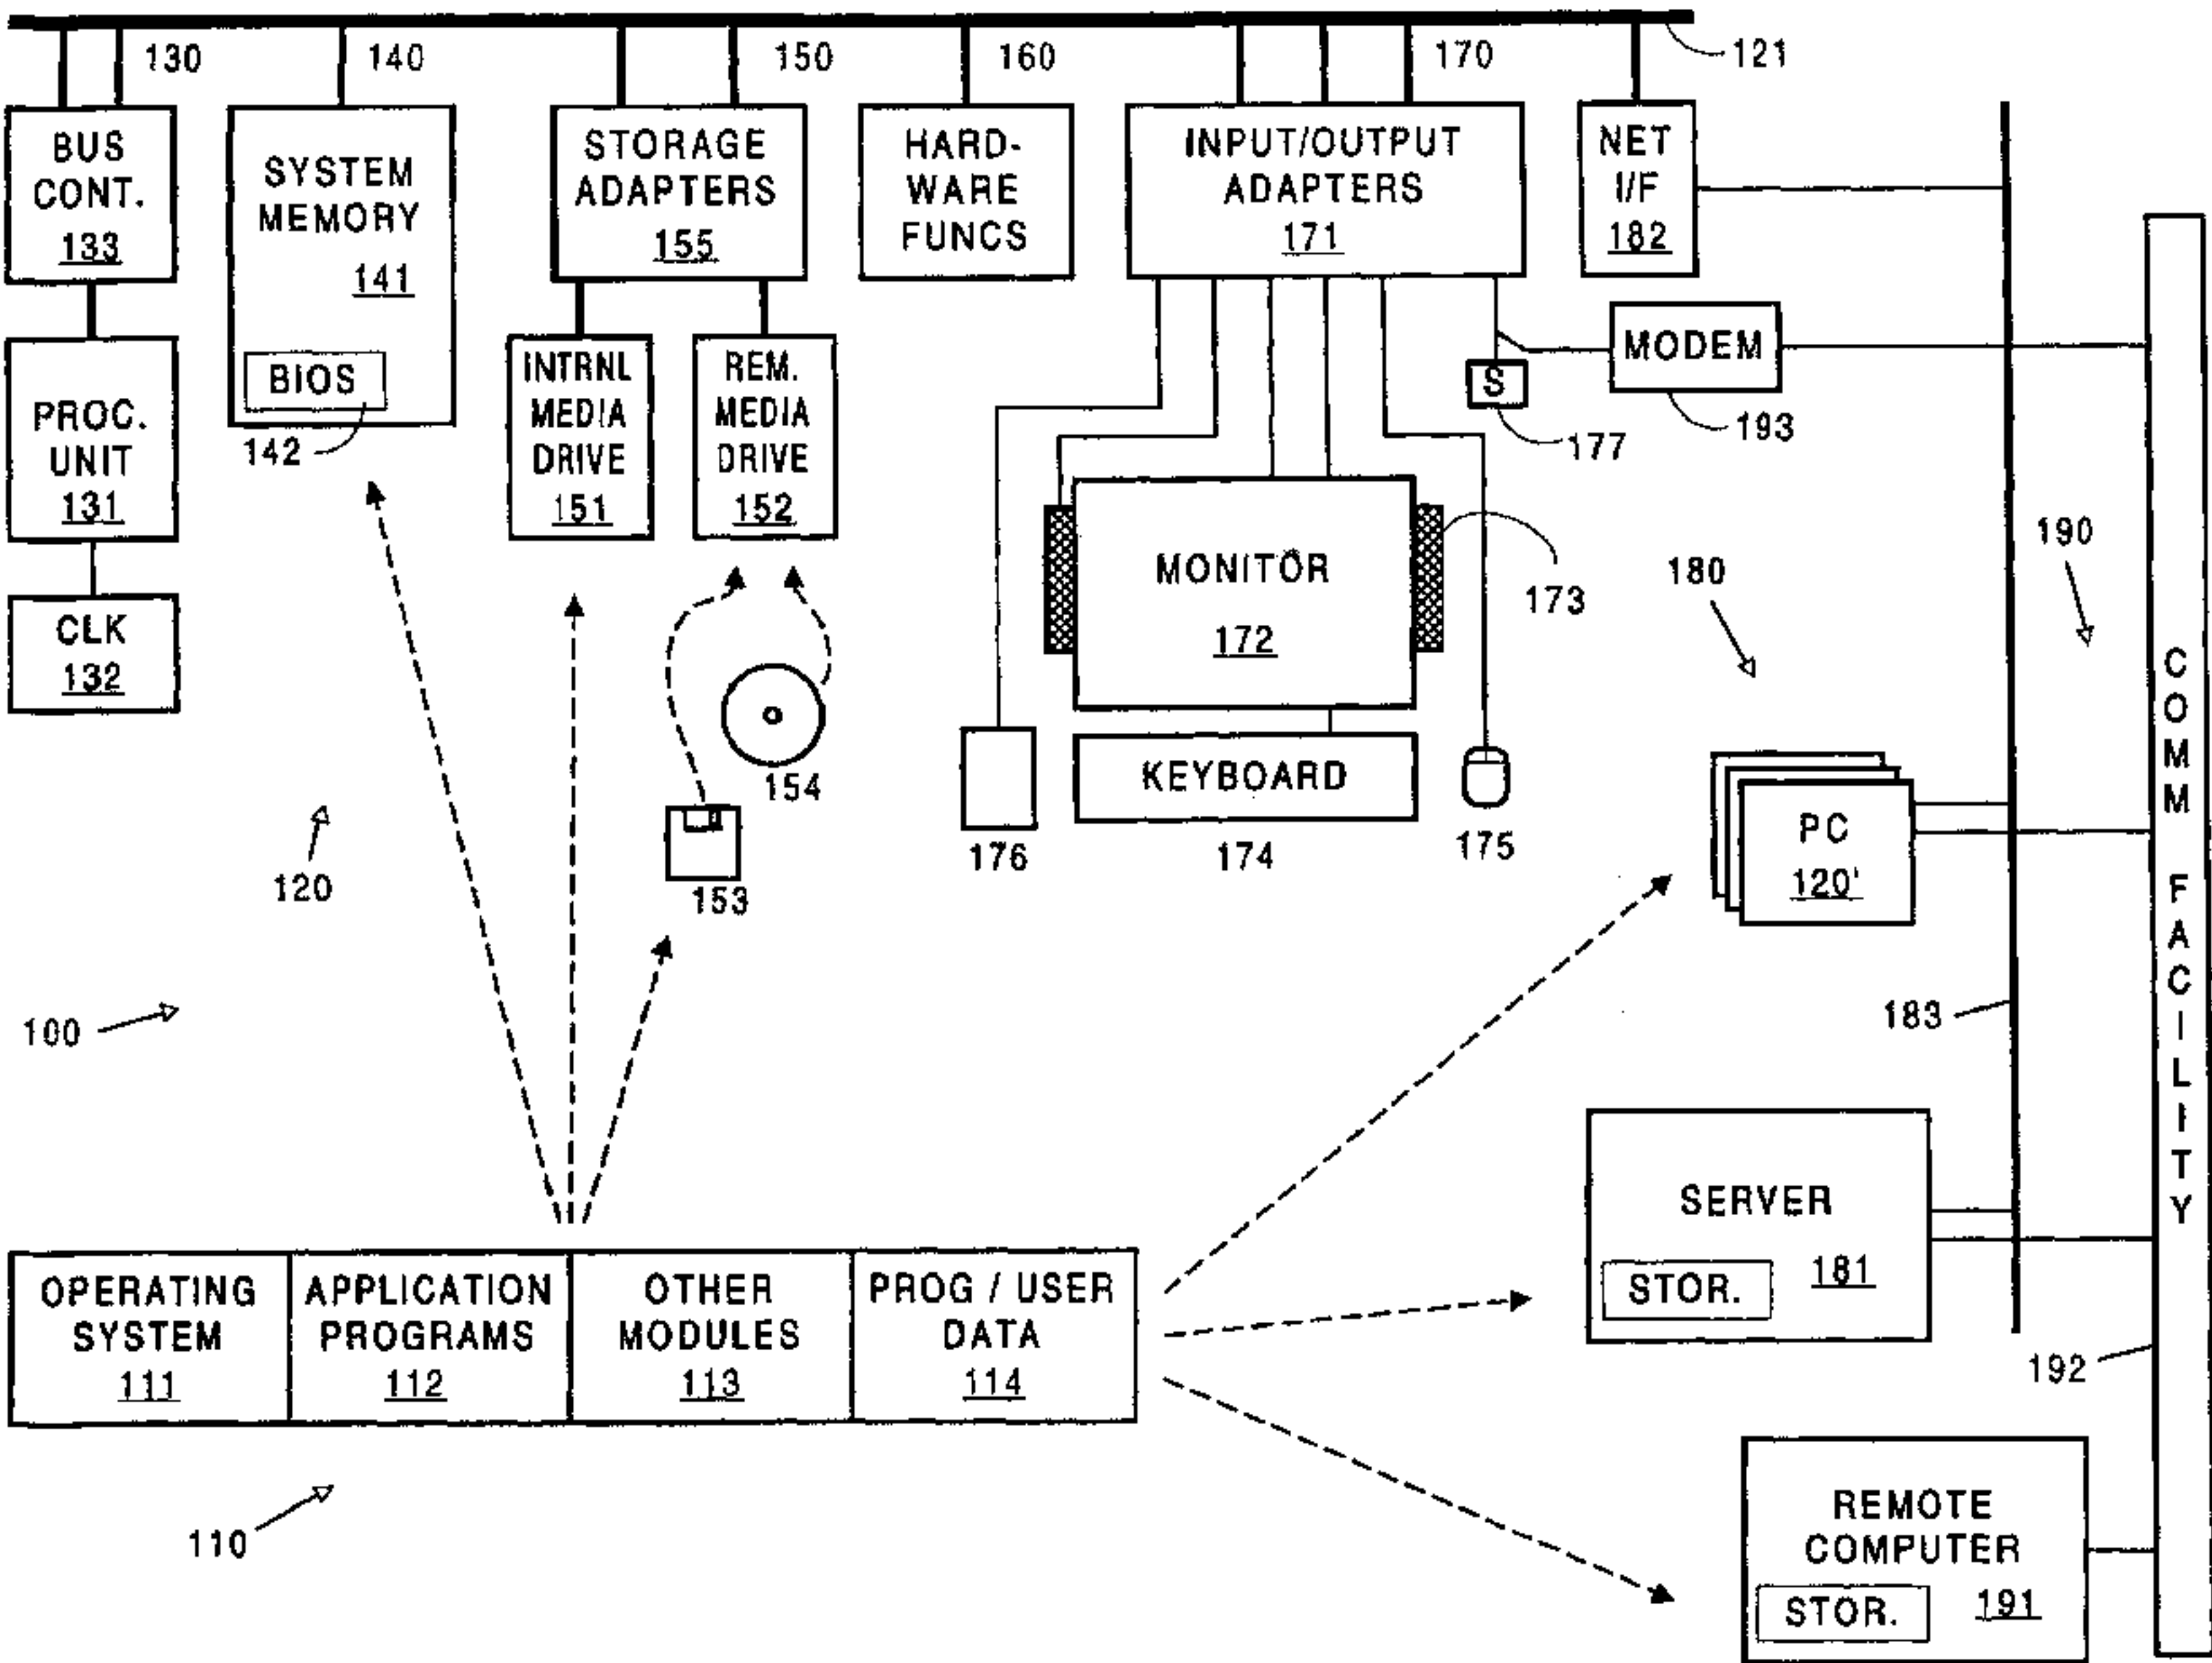 130
140
150
160
170
121
BUS
CONT.
133
SYSTEM
MEMORY
141
BIOS
142
STORAGE
ADAPTERS
155
HARD-
WARE
FUNCS
INPUT/OUTPUT
ADAPTERS
171
NET
I/F
182
PROC.
UNIT
131
INTRNL
MEDIA
DRIVE
151
REM.
MEDIA
DRIVE
152
S
177
MODEM
193
CLK
132
MONITOR
172
173
180
190
154
153
176
KEYBOARD
174
175
PC
120'
120
100
183
COMM FACILITY
SERVER
STOR.
181
192
OPERATING
SYSTEM
111
APPLICATION
PROGRAMS
112
OTHER
MODULES
113
PROG / USER
DATA
114
110
REMOTE
COMPUTER
STOR.
191